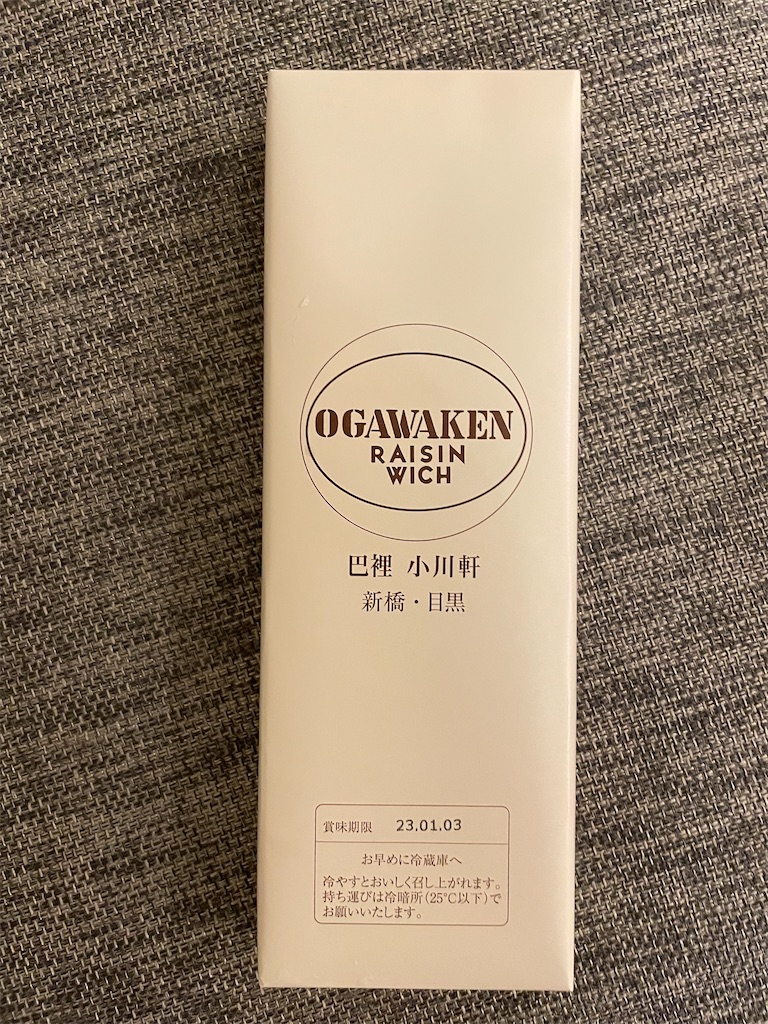 OGAWAKEN
RAISIN
WICH
巴裡 小川軒
新橋・目黒
賞味期限 23.01.03
お早めに冷蔵庫へ
冷やすとおいしく召し上がれます。
持ち運びは冷暗所(25℃以下)で
お願いいたします。